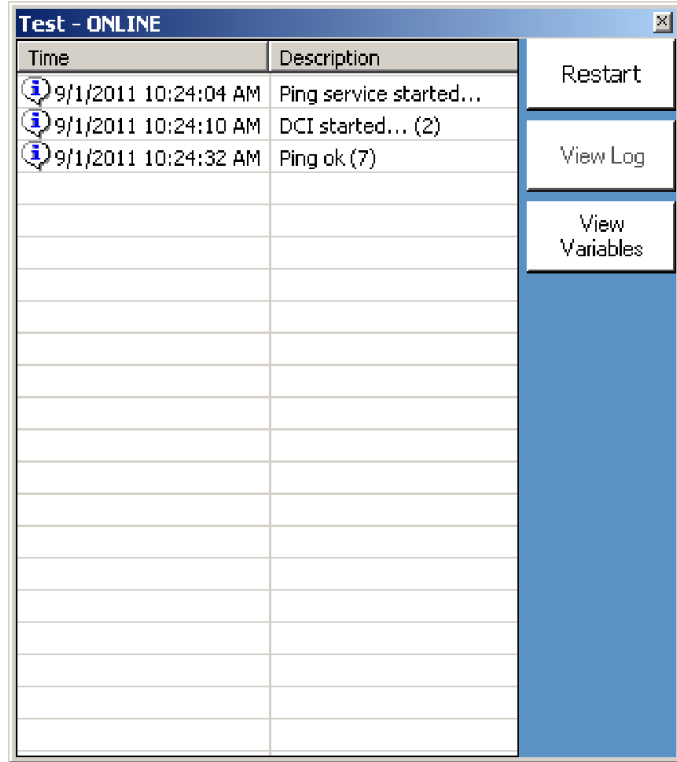 Test - ONLINE
Time Description
9/1/2011 10:24:04 AM Ping service started...
9/1/2011 10:24:10 AM DCI started... (2)
9/1/2011 10:24:32 AM Ping ok (7)
Restart
View Log
View
Variables